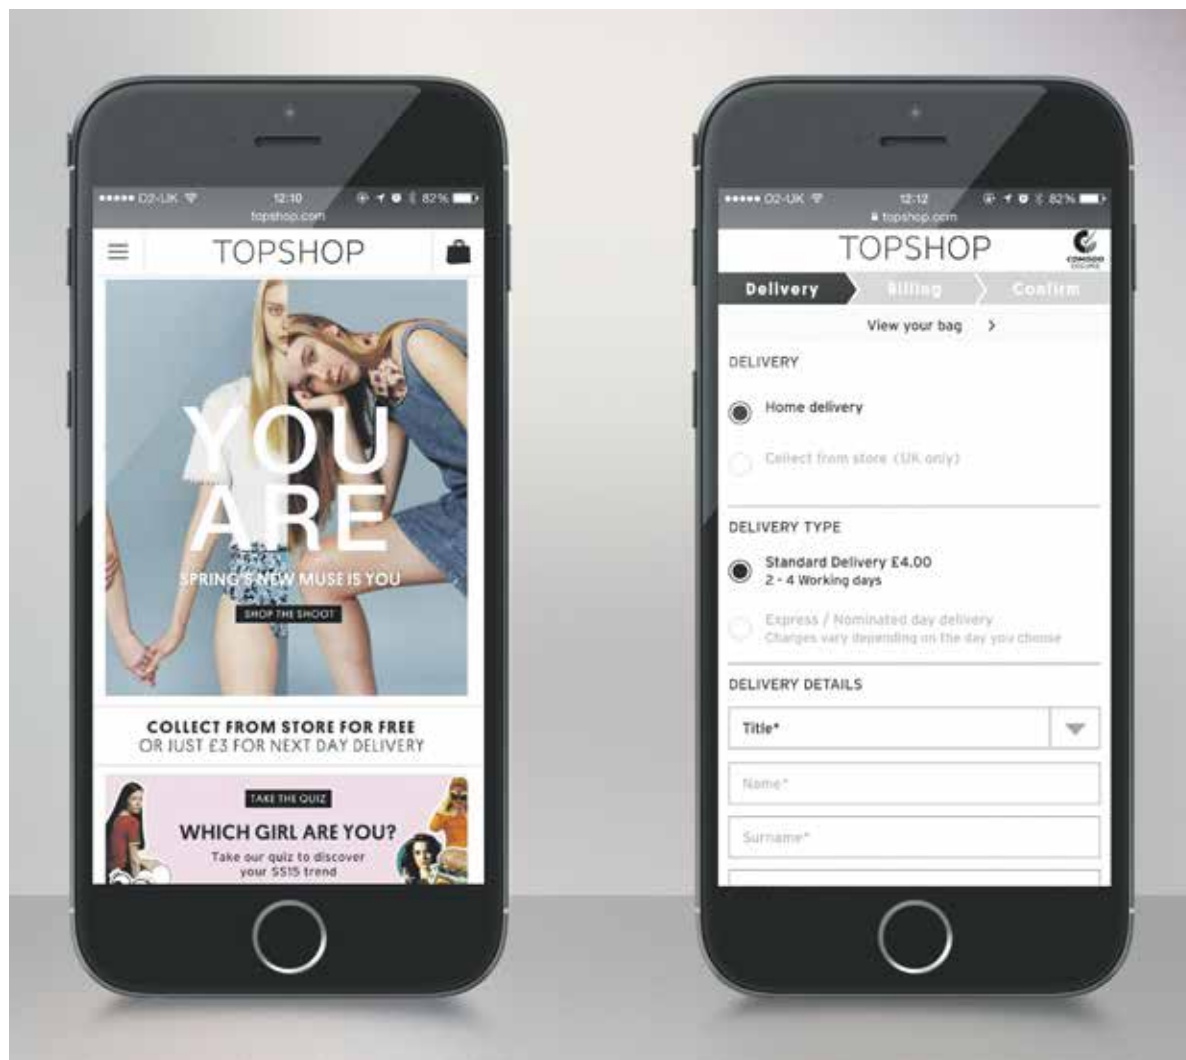 O2-UK 12:10 82%
topshop.com
TOPSHOP
YOU
ARE
SPRING'S NEW MUSE IS YOU
SHOP THE SHOOT
COLLECT FROM STORE FOR FREE
OR JUST £3 FOR NEXT DAY DELIVERY
TAKE THE QUIZ
WHICH GIRL ARE YOU?
Take our quiz to discover
your SS15 trend
O2-UK 12:12 82%
topshop.com
TOPSHOP
COMODO
SECURE
Delivery Billing Confirm
View your bag >
DELIVERY
Home delivery
Collect from store (UK only)
DELIVERY TYPE
Standard Delivery £4.00
2 - 4 Working days
Express / Nominated day delivery
Charges vary depending on the day you choose
DELIVERY DETAILS
Title*
Name*
Surname*